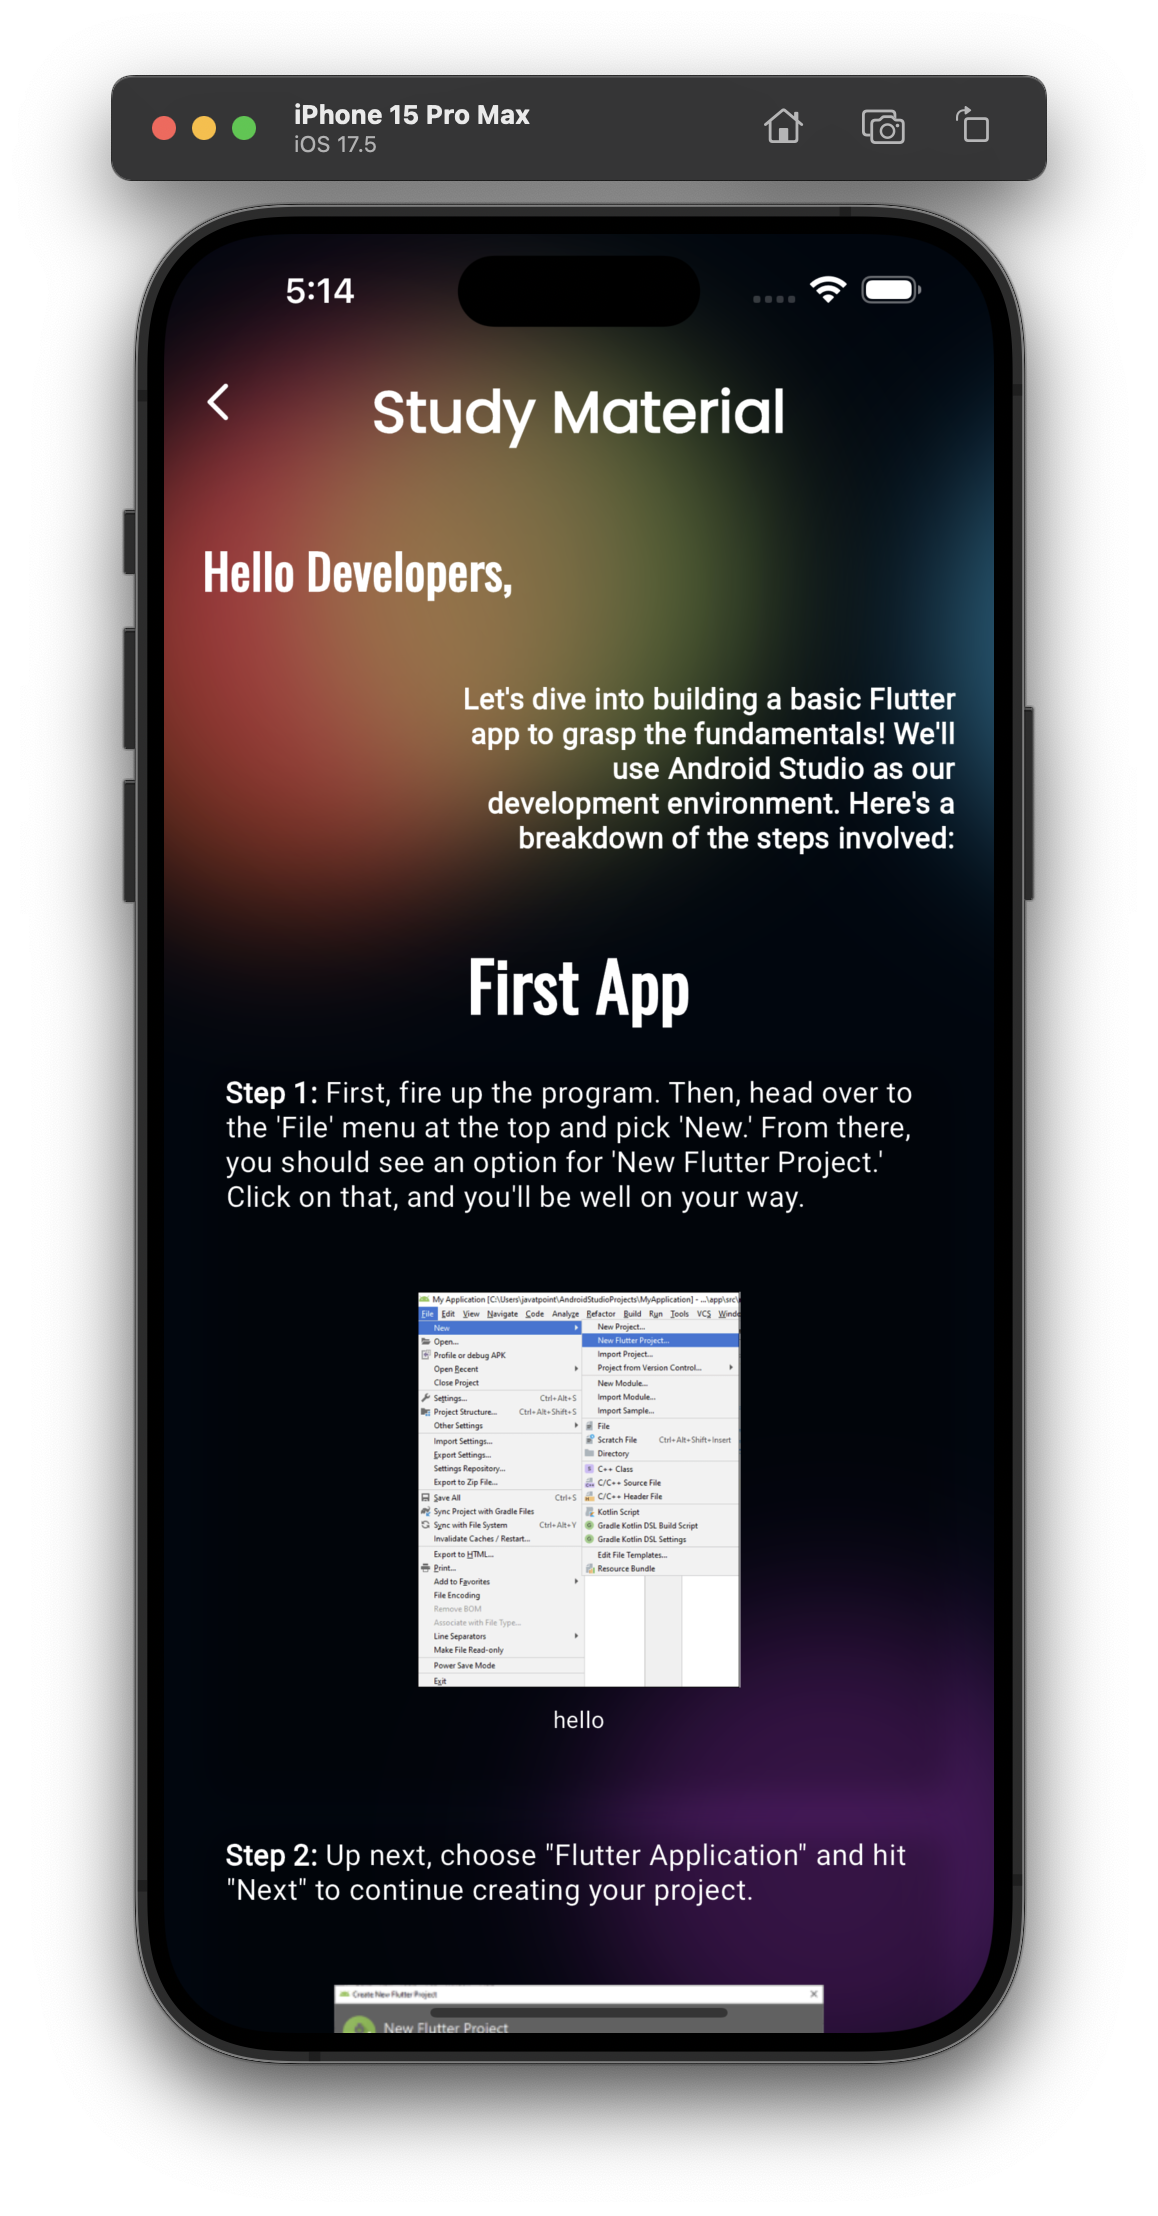 iPhone 15 Pro Max
iOS 17.5
5:14
Study Material
Hello Developers,
Let's dive into building a basic Flutter
app to grasp the fundamentals! We'll
use Android Studio as our
development environment. Here's a
breakdown of the steps involved:
First App
Step 1: First, fire up the program. Then, head over to
the 'File' menu at the top and pick 'New.' From there,
you should see an option for 'New Flutter Project.'
Click on that, and you'll be well on your way.
My Application [C:\Users\javatpoint\AndroidStudioProjects\MyApplication] - ...\app\src\
File Edit View Navigate Code Analyze Refactor Build Run Tools VCS Windo
New
Open...
Profile or debug APK
Open Recent
Close Project
Settings... Ctrl+Alt+S
Project Structure... Ctrl+Alt+Shift+S
Other Settings
Import Settings...
Export Settings...
Settings Repository...
Export to Zip File...
Save All Ctrl+S
Sync Project with Gradle Files
Sync with File System Ctrl+Alt+Y
Invalidate Caches / Restart...
Export to HTML...
Print...
Add to Favorites
File Encoding
Remove BOM
Associate with File Type...
Line Separators
Make File Read-only
Power Save Mode
Exit
New Project...
New Flutter Project...
Import Project...
Project from Version Control...
New Module...
Import Module...
Import Sample...
File
Scratch File Ctrl+Alt+Shift+Insert
Directory
C++ Class
C/C++ Source File
C/C++ Header File
Kotlin Script
Gradle Kotlin DSL Build Script
Gradle Kotlin DSL Settings
Edit File Templates...
Resource Bundle
hello
Step 2: Up next, choose "Flutter Application" and hit
"Next" to continue creating your project.
Create New Flutter Project
New Flutter Project